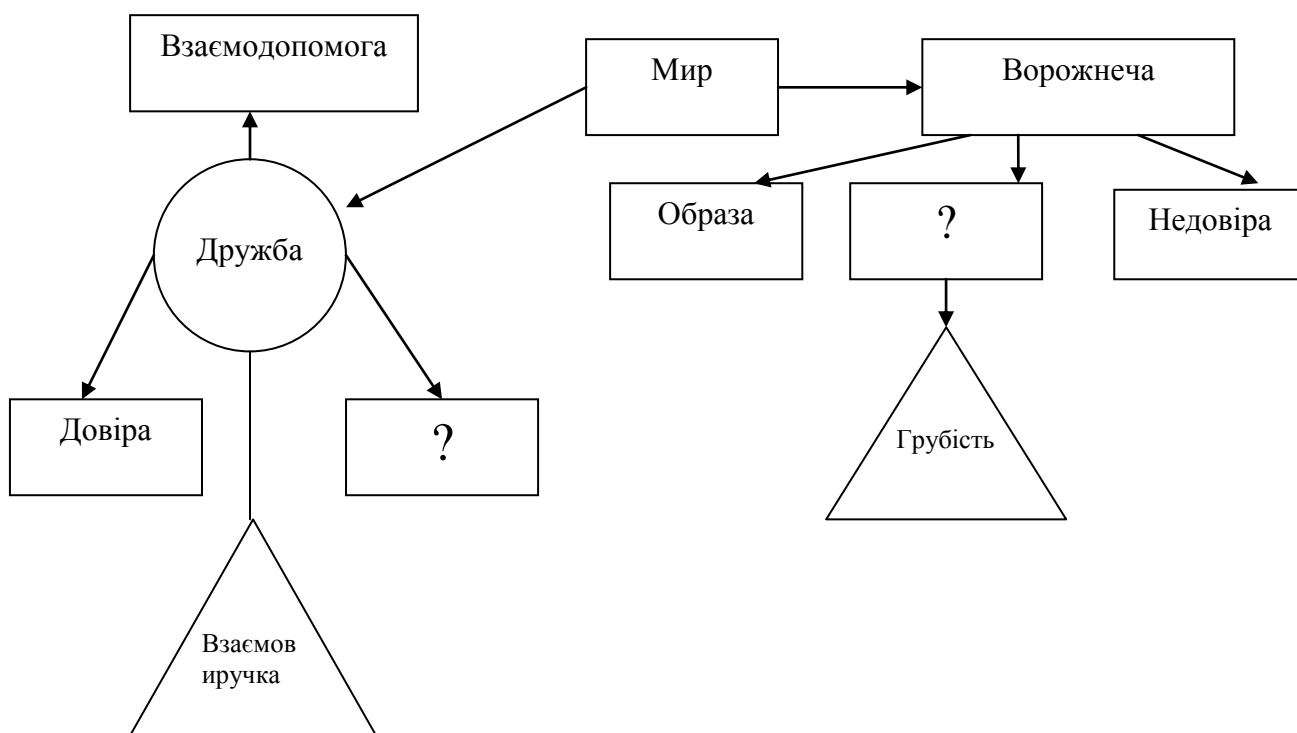 Взаємодопомога
Мир
Ворожнеча
Образа
?
Недовіра
Дружба
Довіра
?
Грубість
Взаємов
иручка